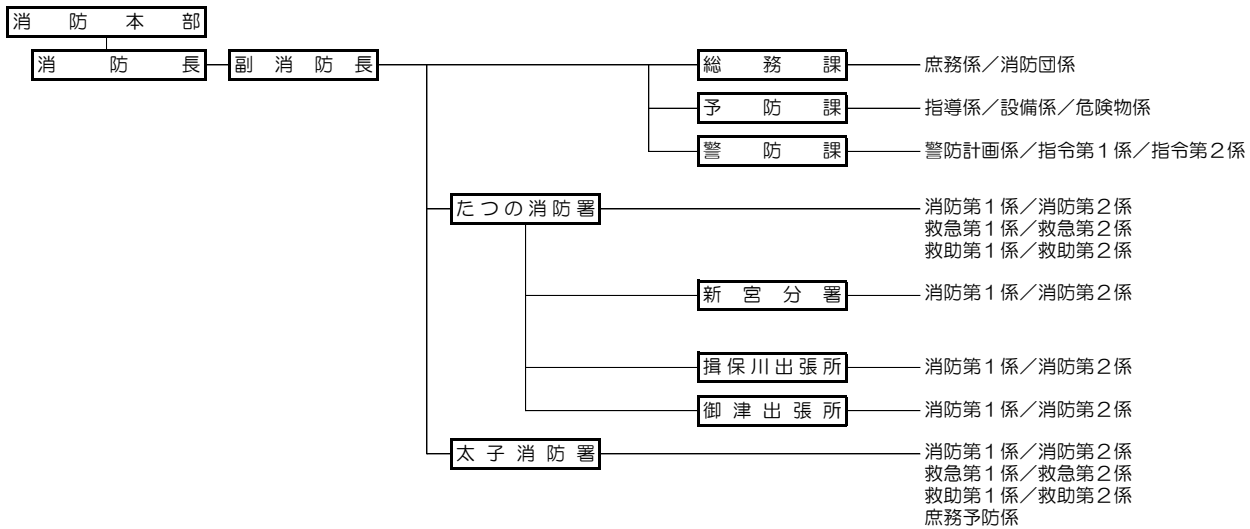 消防本部
消防長 副消防長 総務課 庶務係／消防団係
予防課 指導係／設備係／危険物係
警防課 警防計画係／指令第１係／指令第２係
たつの消防署 消防第１係／消防第２係
救急第１係／救急第２係
救助第１係／救助第２係
新宮分署 消防第１係／消防第２係
揖保川出張所 消防第１係／消防第２係
御津出張所 消防第１係／消防第２係
太子消防署 消防第１係／消防第２係
救急第１係／救急第２係
救助第１係／救助第２係
庶務予防係